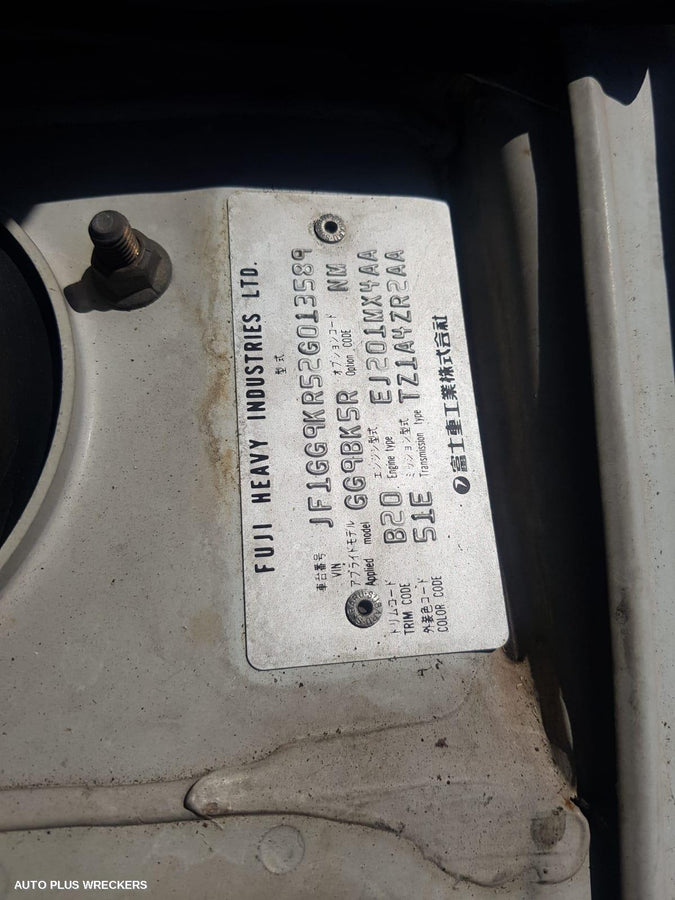 FUJI HEAVY INDUSTRIES LTD.
型式
車台番号
VIN
JF1GG9KR52G013589
アプライドモデル
Applied model
GG9BK5R
オプションコード
Option CODE
NM
トリムコード
TRIM CODE
B20
エンジン型式
Engine type
EJ201MX4AA
外装色コード
COLOR CODE
51E
ミッション型式
Transmission type
TZ1A4ZR2AA
富士重工業株式会社
AUTO PLUS WRECKERS